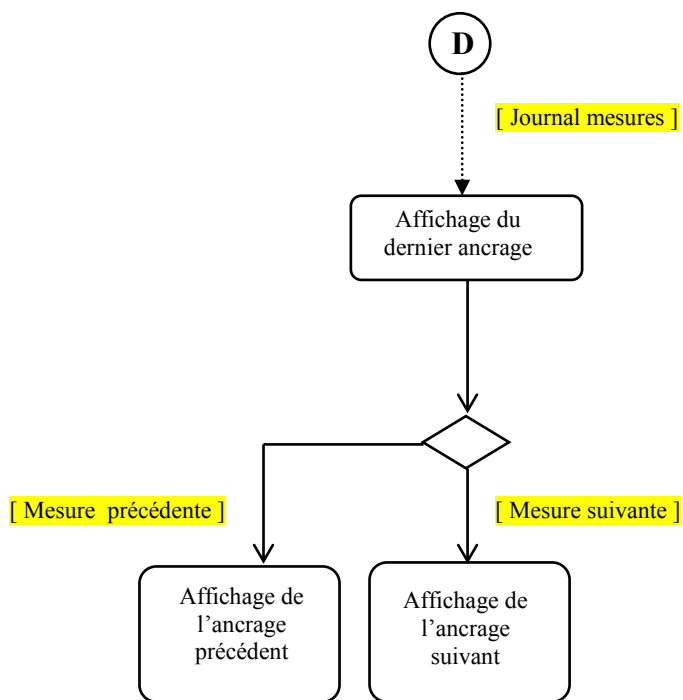 D
[ Journal mesures ]
Affichage du
dernier ancrage
[ Mesure précédente ]
[ Mesure suivante ]
Affichage de
l’ancrage
précédent
Affichage de
l’ancrage
suivant